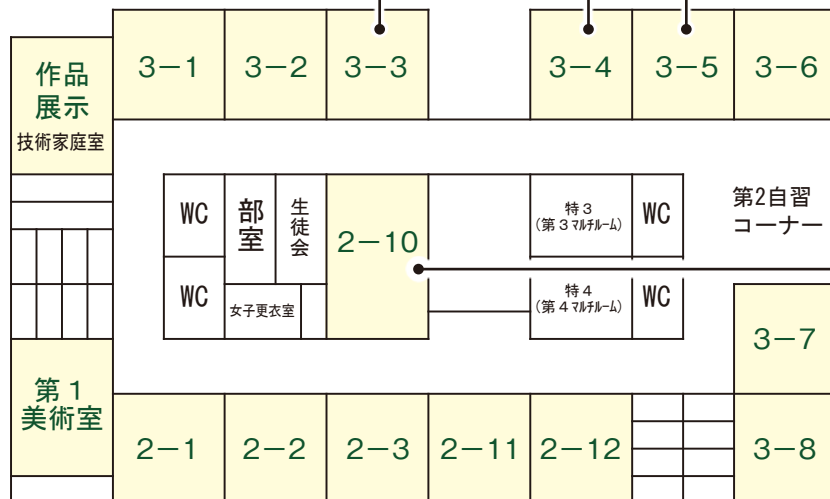 3－1
3－2
3－3
3－4
3－5
3－6
作品
展示
技術家庭室
WC
部室
生徒会
2－10
特3
(第3マルチルーム)
WC
第2自習
コーナー
WC
女子更衣室
特4
(第4マルチルーム)
WC
3－7
第1
美術室
2－1
2－2
2－3
2－11
2－12
3－8